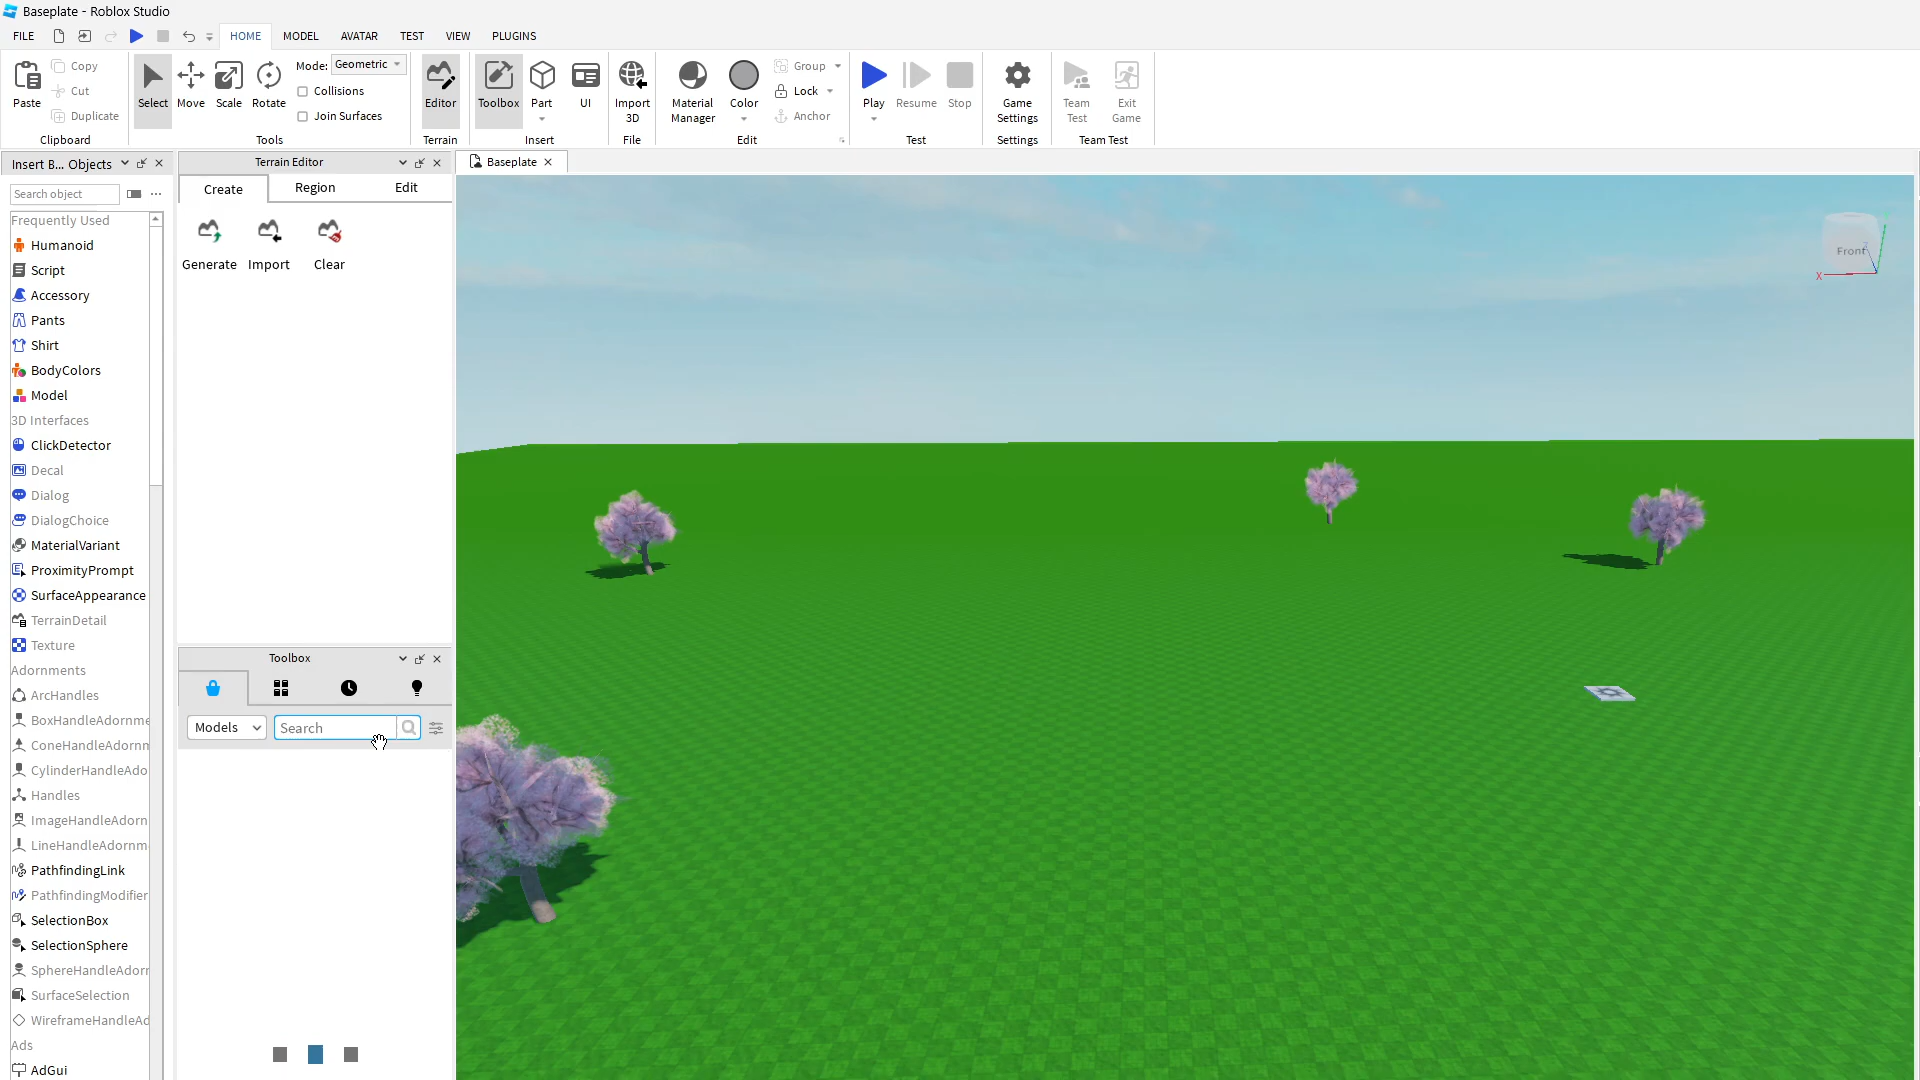 Baseplate - Roblox Studio
FILE HOME MODEL AVATAR TEST VIEW PLUGINS
Paste
Copy
Cut
Duplicate
Clipboard
Select Move Scale Rotate
Mode: Geometric
Collisions
Join Surfaces
Tools
Editor
Terrain
Toolbox Part UI
Insert
Import
3D
File
Material
Manager
Color
Group
Lock
Anchor
Edit
Play Resume Stop
Test
Game
Settings
Settings
Team
Test
Exit
Game
Team Test
Insert B... Objects
Search object
Frequently Used
Humanoid
Script
Accessory
Pants
Shirt
BodyColors
Model
3D Interfaces
ClickDetector
Decal
Dialog
DialogChoice
MaterialVariant
ProximityPrompt
SurfaceAppearance
TerrainDetail
Texture
Adornments
ArcHandles
BoxHandleAdornme
ConeHandleAdornm
CylinderHandleAdo
Handles
ImageHandleAdorn
LineHandleAdornm
PathfindingLink
PathfindingModifier
SelectionBox
SelectionSphere
SphereHandleAdorn
SurfaceSelection
WireframeHandleAd
Ads
AdGui
Terrain Editor
Create Region Edit
Generate Import Clear
Toolbox
Models Search
Baseplate
Front
X